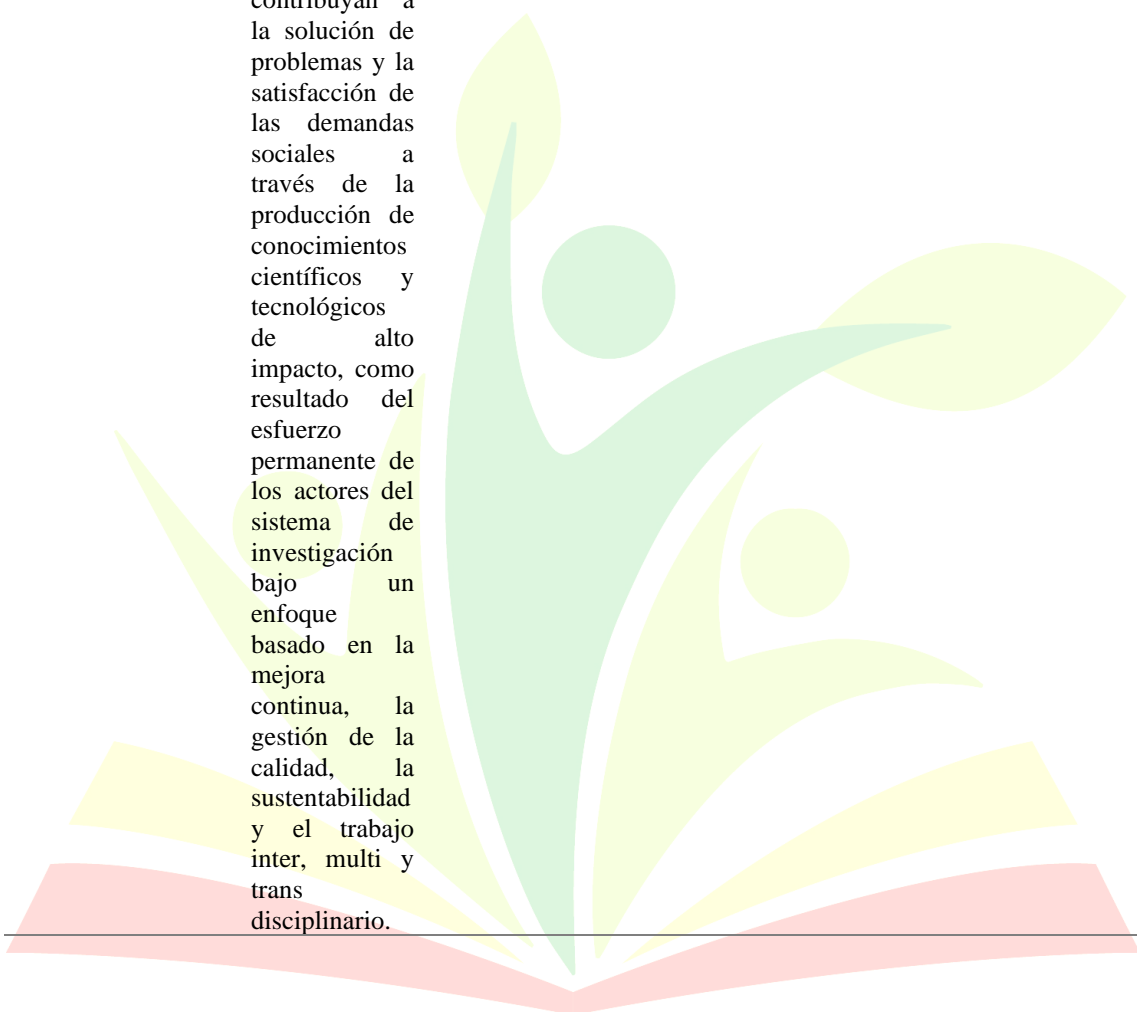 contribuyan a
la solución de
problemas y la
satisfacción de
las demandas
sociales a
través de la
producción de
conocimientos
científicos y
tecnológicos
de alto
impacto, como
resultado del
esfuerzo
permanente de
los actores del
sistema de
investigación
bajo un
enfoque
basado en la
mejora
continua, la
gestión de la
calidad, la
sustentabilidad
y el trabajo
inter, multi y
trans
disciplinario.